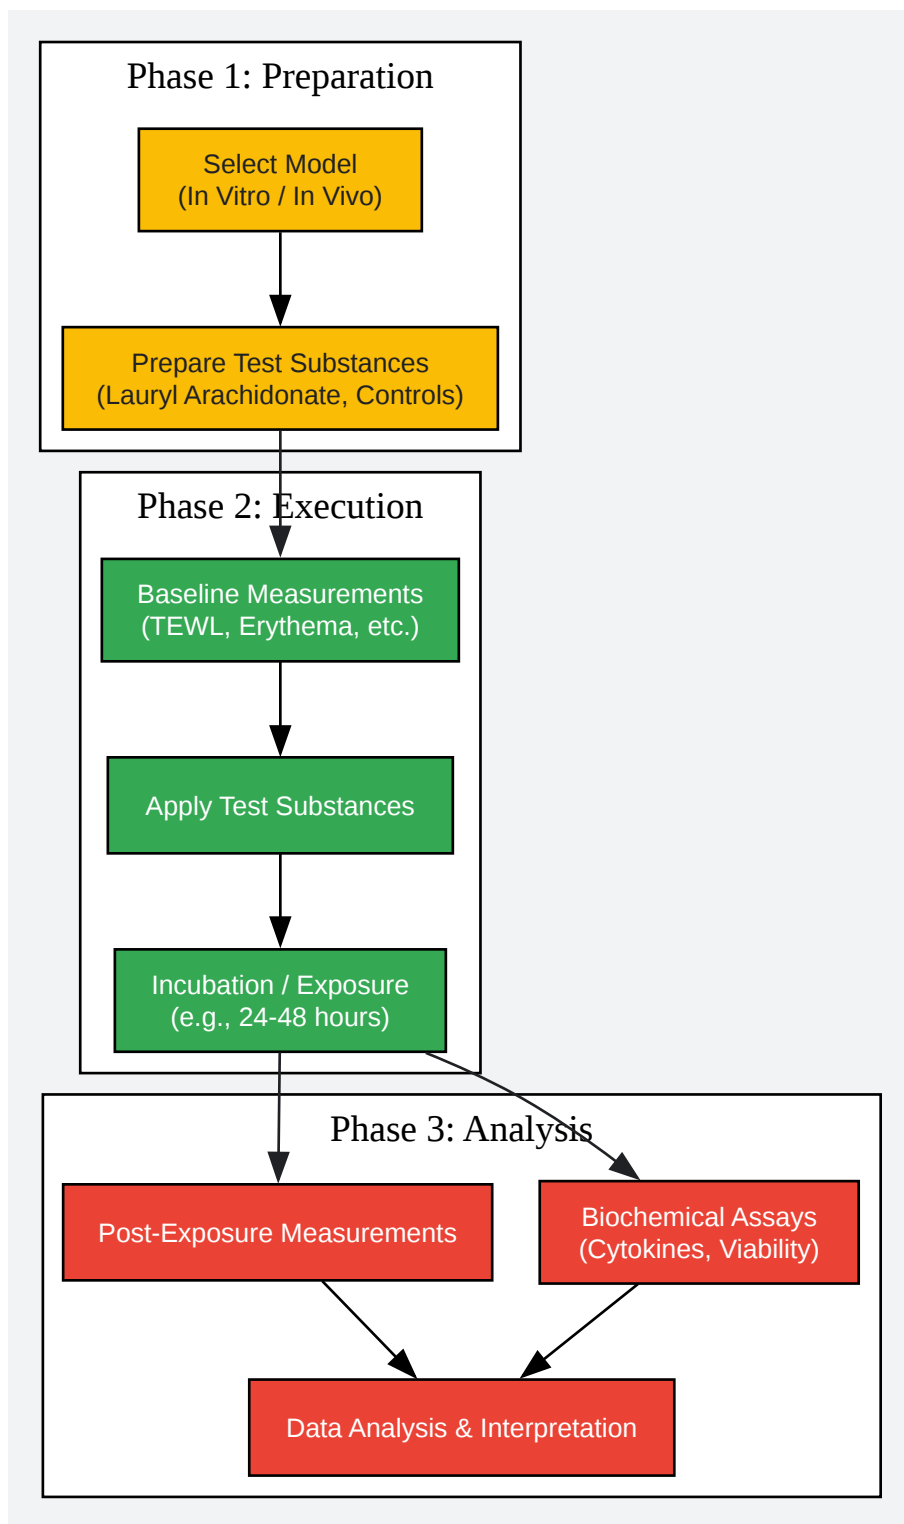 Phase 1: Preparation
Select Model
(In Vitro / In Vivo)
Prepare Test Substances
(Lauryl Arachidonate, Controls)
Phase 2: Execution
Baseline Measurements
(TEWL, Erythema, etc.)
Apply Test Substances
Incubation / Exposure
(e.g., 24-48 hours)
Phase 3: Analysis
Post-Exposure Measurements
Biochemical Assays
(Cytokines, Viability)
Data Analysis & Interpretation